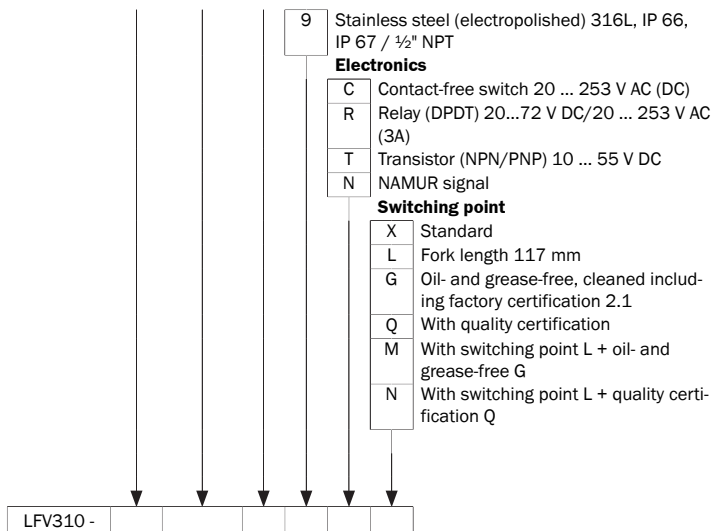 9 Stainless steel (electropolished) 316L, IP 66,
IP 67 / ½" NPT
Electronics
C Contact-free switch 20 ... 253 V AC (DC)
R Relay (DPDT) 20...72 V DC/20 ... 253 V AC
(3A)
T Transistor (NPN/PNP) 10 ... 55 V DC
N NAMUR signal
Switching point
X Standard
L Fork length 117 mm
G Oil- and grease-free, cleaned includ-
ing factory certification 2.1
Q With quality certification
M With switching point L + oil- and
grease-free G
N With switching point L + quality certi-
fication Q
LFV310 -